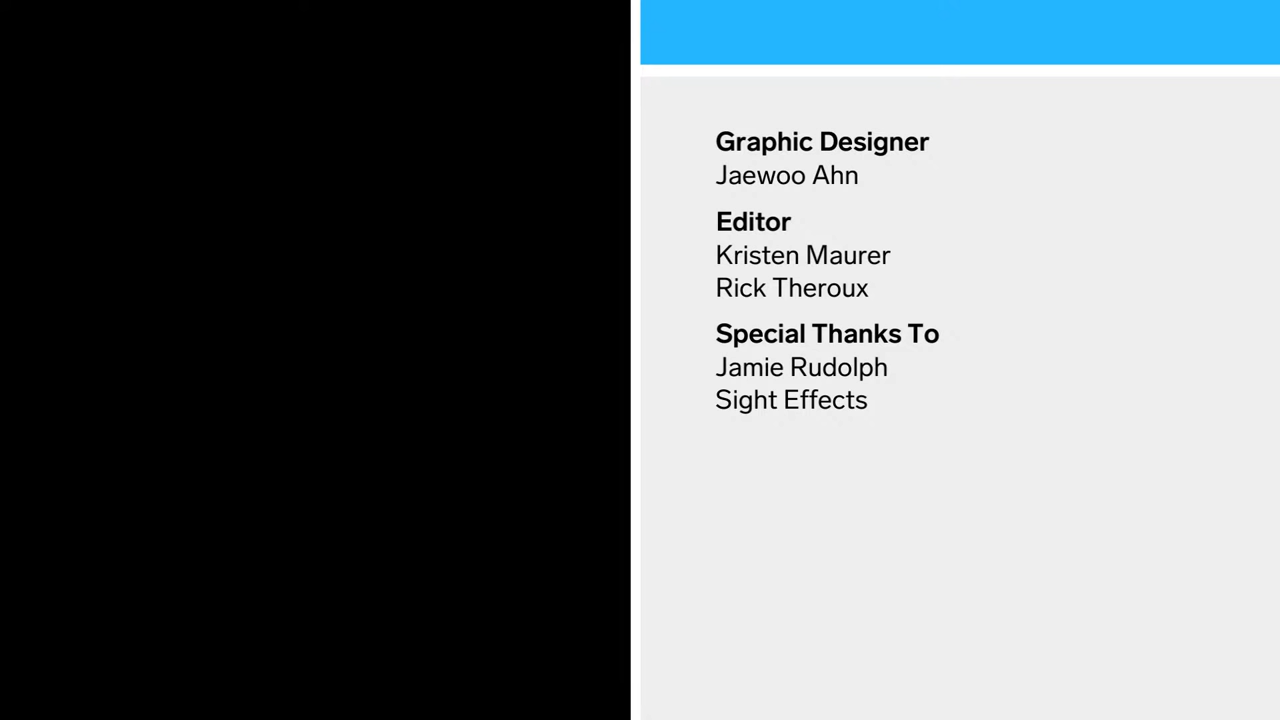 Graphic Designer
Jaewoo Ahn
Editor
Kristen Maurer
Rick Theroux
Special Thanks To
Jamie Rudolph
Sight Effects